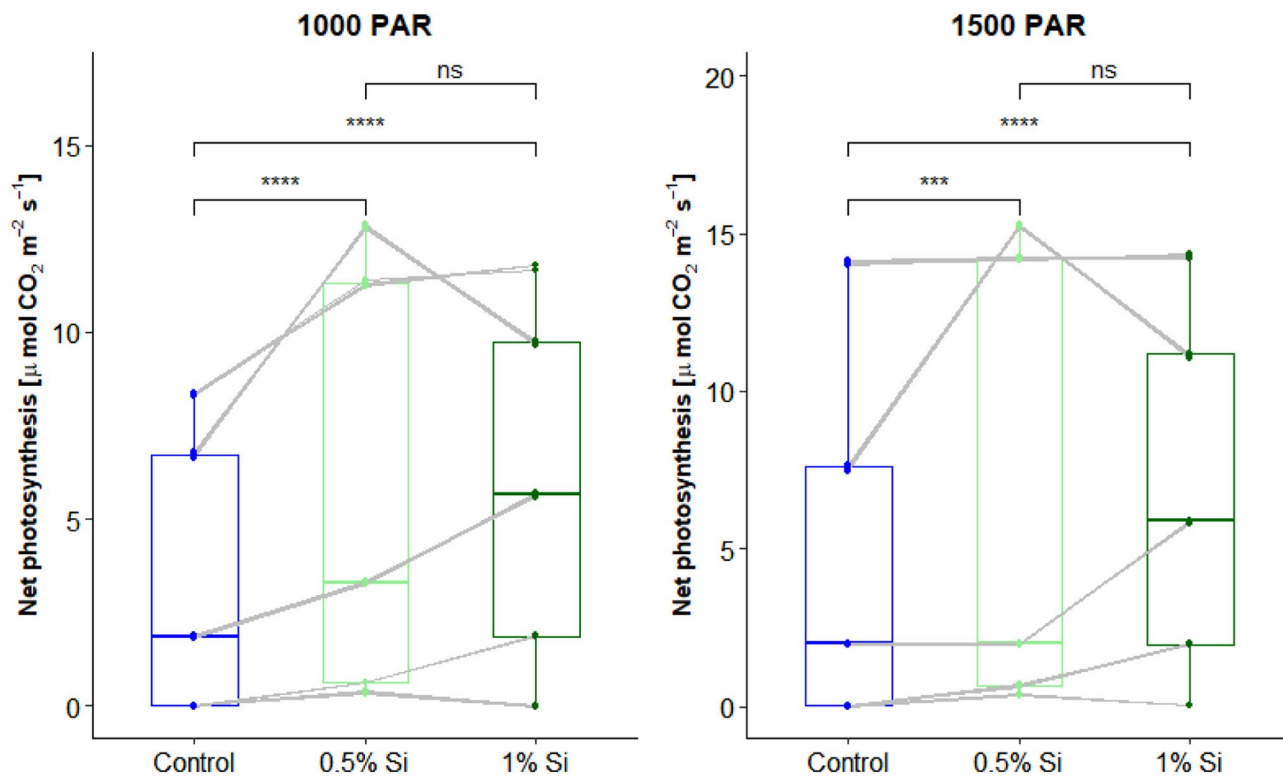 1000 PAR
Net photosynthesis [μ mol CO₂ m⁻² s⁻¹]
15
10
5
0
ns
****
****
Control
0.5% Si
1% Si
1500 PAR
Net photosynthesis [μ mol CO₂ m⁻² s⁻¹]
20
15
10
5
0
ns
****
***
Control
0.5% Si
1% Si